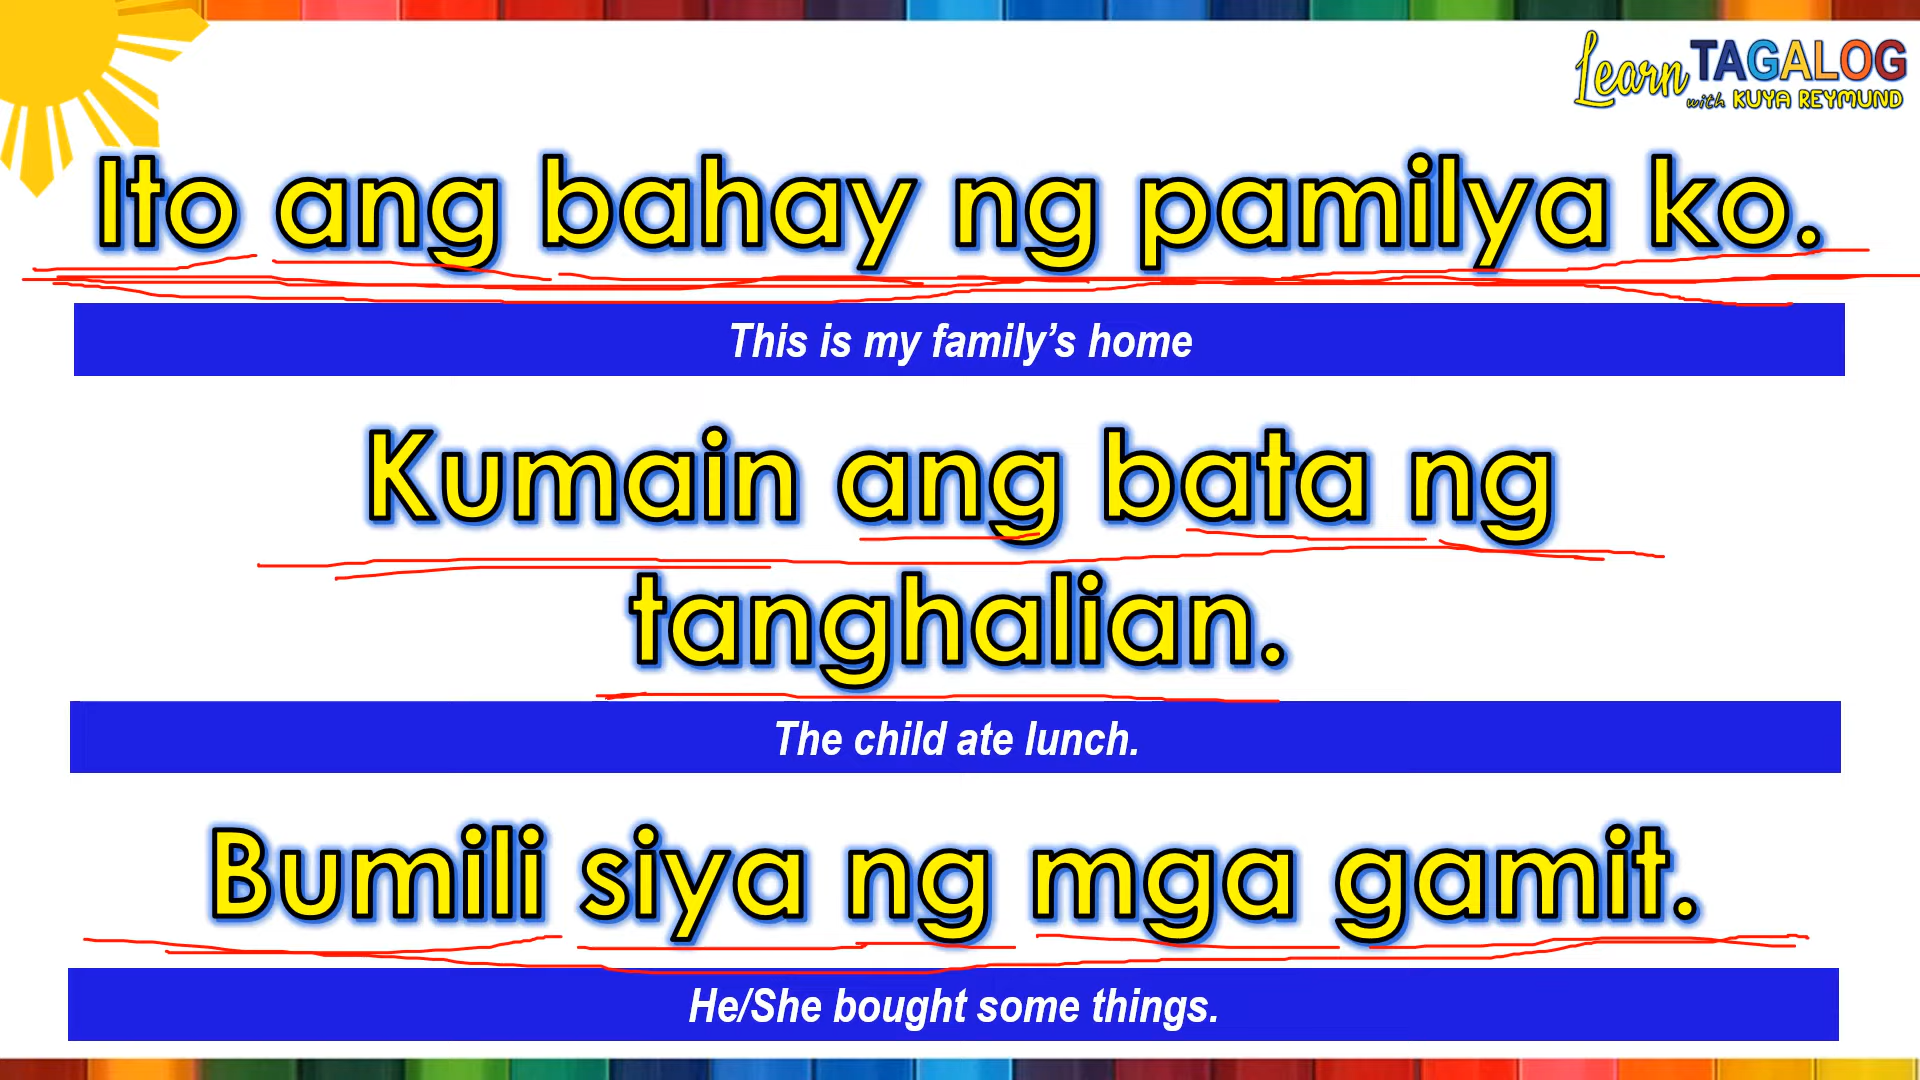 Learn TAGALOG
with KUYA REYMUND
Ito ang bahay ng pamilya ko.
This is my family’s home
Kumain ang bata ng
tanghalian.
The child ate lunch.
Bumili siya ng mga gamit.
He/She bought some things.